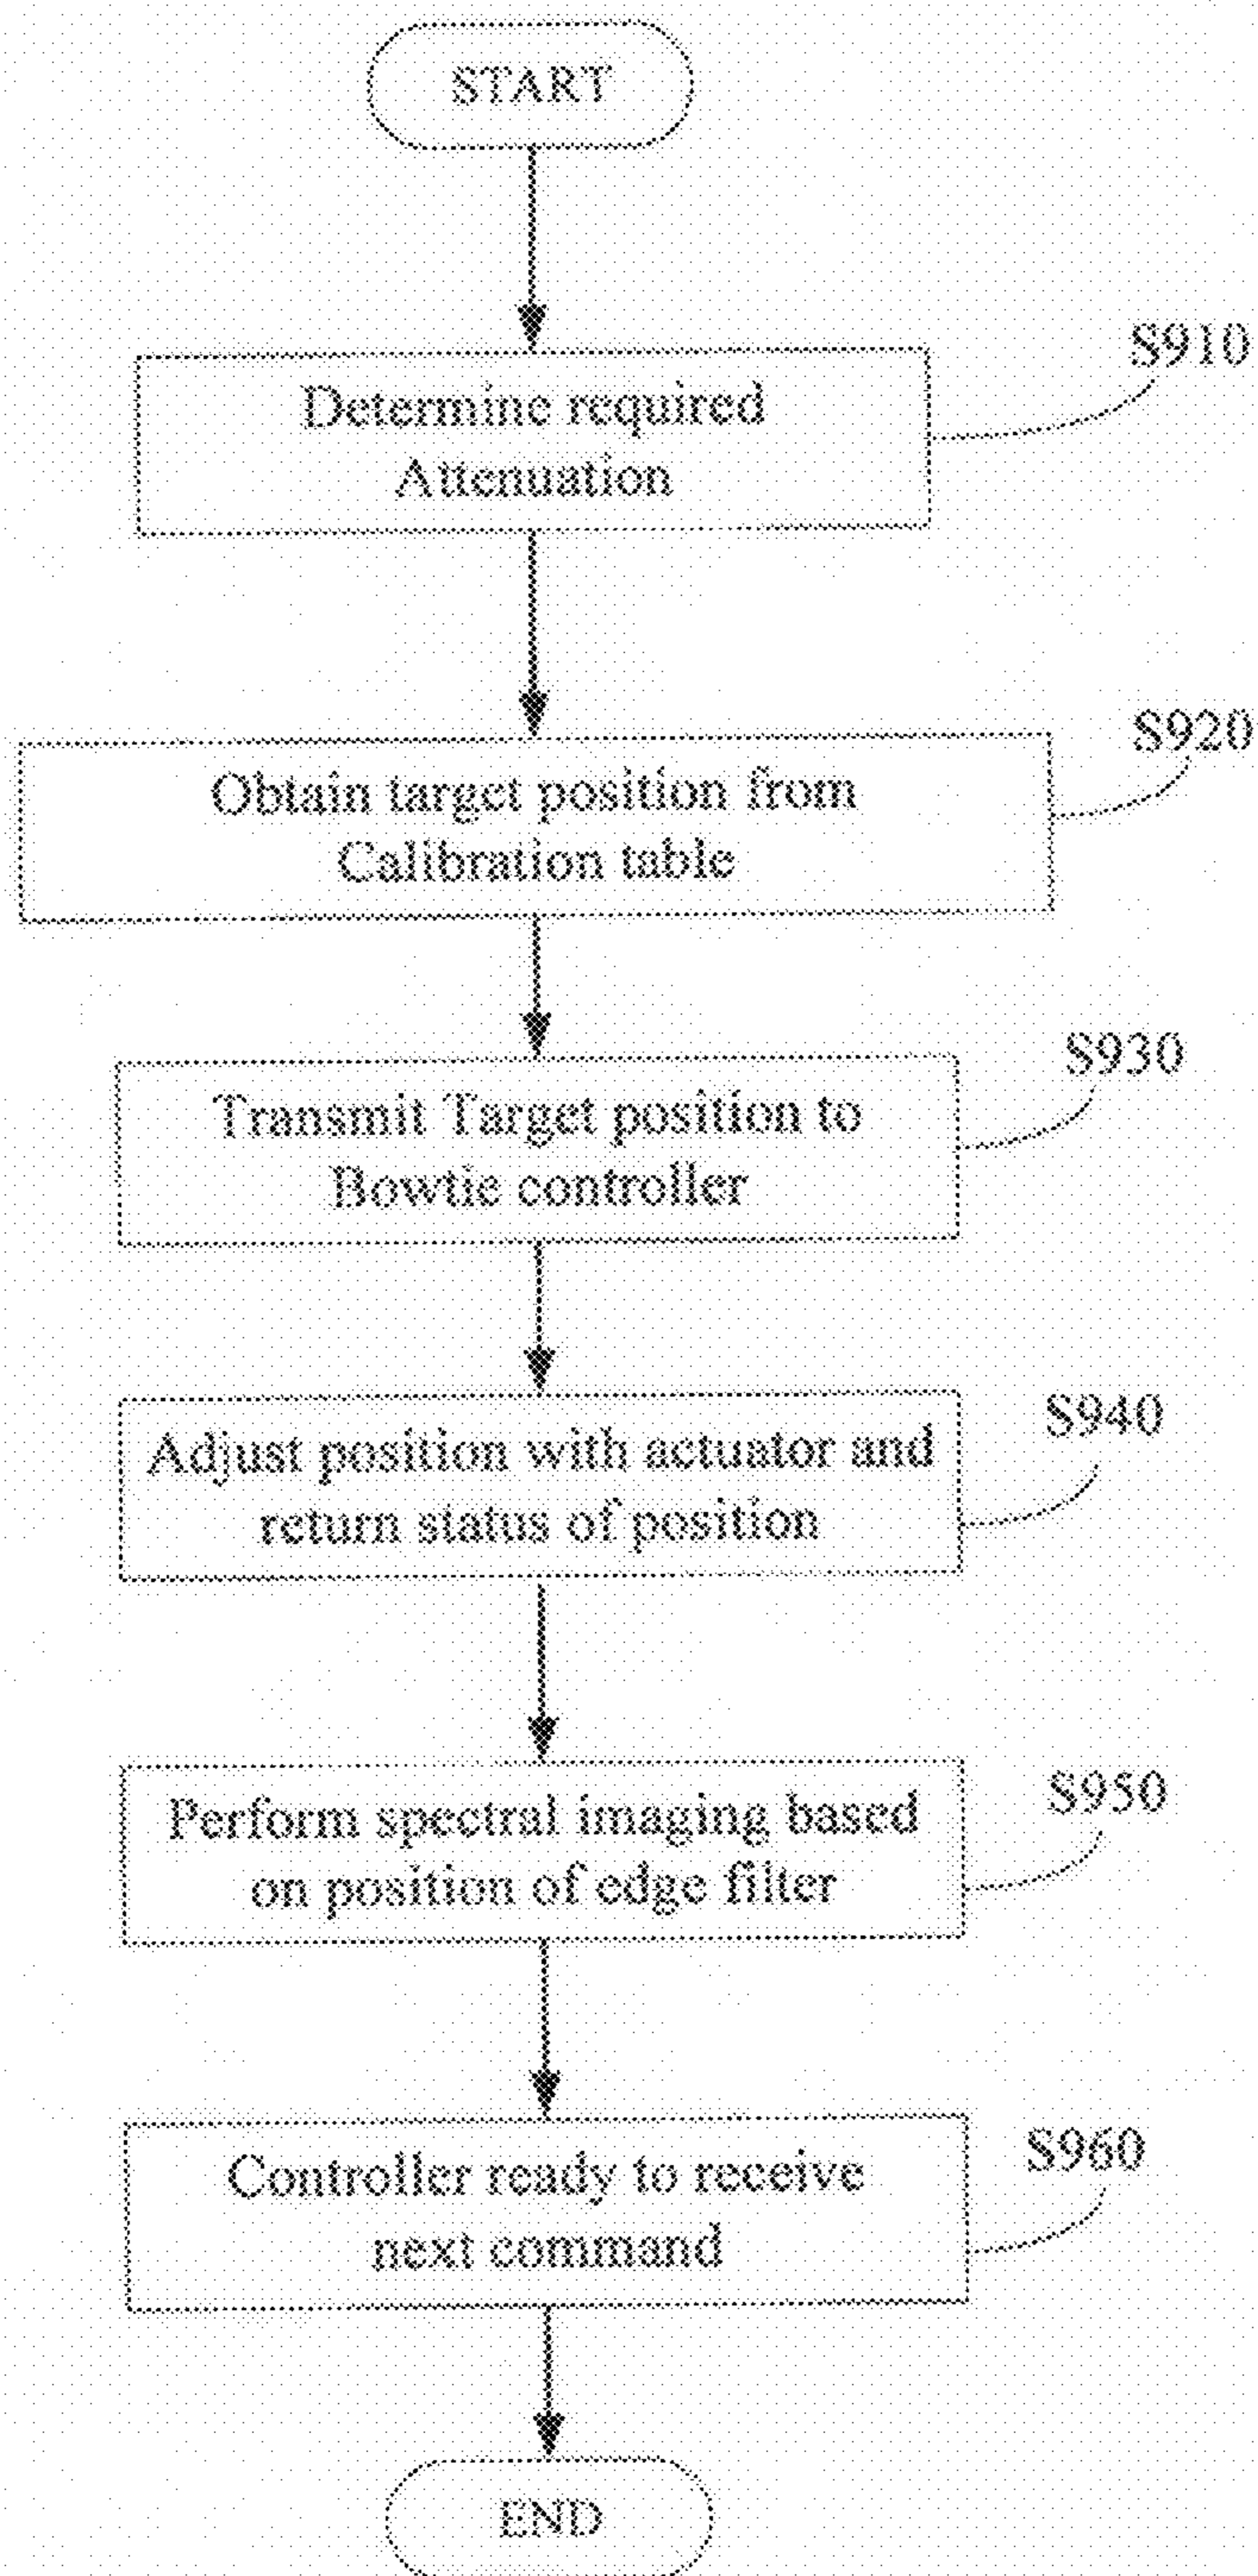 START
S910
Determine required
Attenuation
S920
Obtain target position from
Calibration table
S930
Transmit Target position to
Bowtie controller
S940
Adjust position with actuator and
return status of position
S950
Perform spectral imaging based
on position of edge filter
S960
Controller ready to receive
next command
END